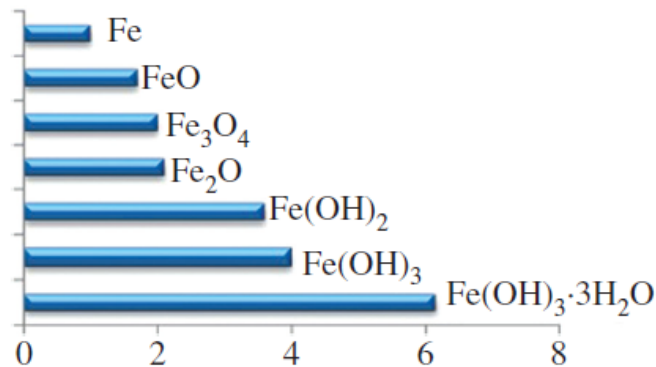 Fe
FeO
Fe₃O₄
Fe₂O
Fe(OH)₂
Fe(OH)₃
Fe(OH)₃·3H₂O
0 2 4 6 8